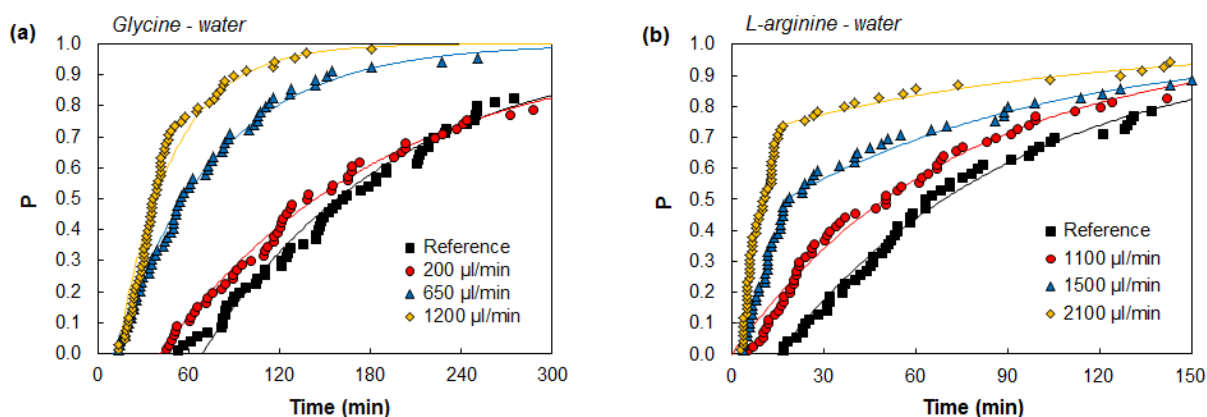 (a)
Glycine - water
P
1.0
0.9
0.8
0.7
0.6
0.5
0.4
0.3
0.2
0.1
0.0
0
60
120
180
250
300
Time (min)
Reference
200 µl/min
650 µl/min
1200 µl/min
(b)
L-arginine - water
P
1.0
0.9
0.8
0.7
0.6
0.5
0.4
0.3
0.2
0.1
0.0
0
30
60
90
120
150
Time (min)
Reference
1100 µl/min
1500 µl/min
2100 µl/min